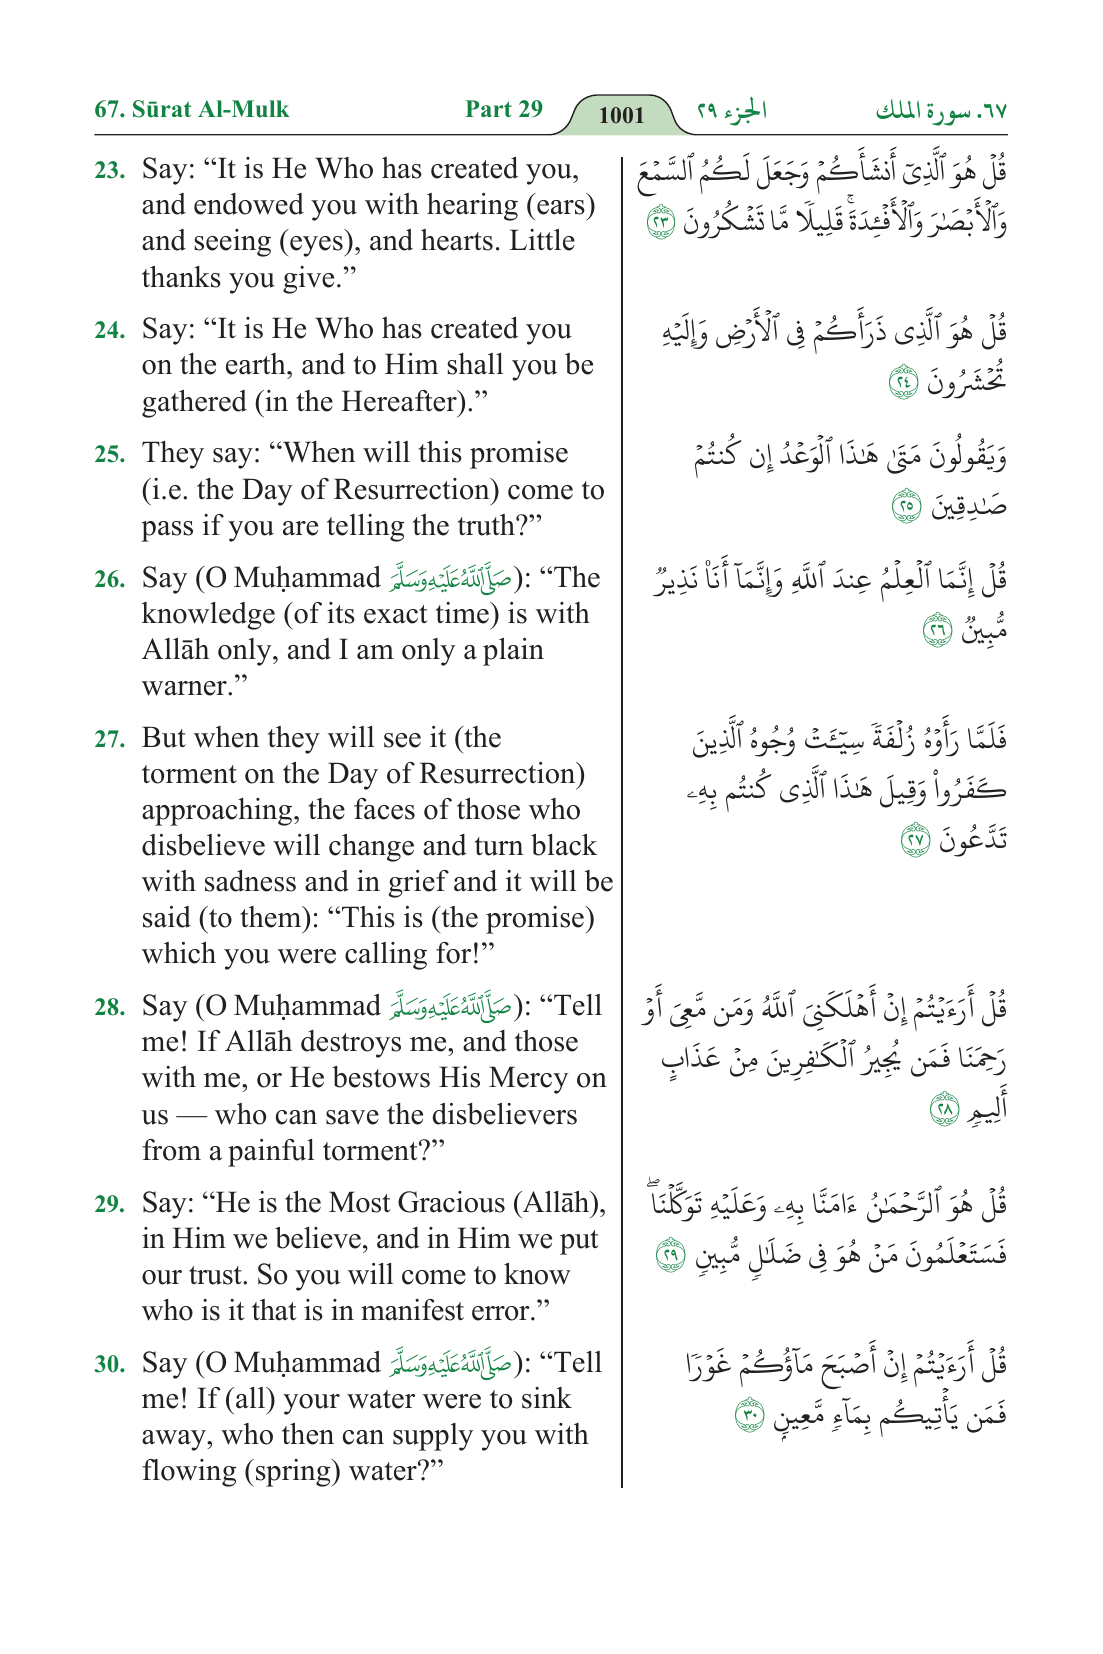 67. Sūrat Al-Mulk Part 29 1001 الجزء ٢٩ ٦٧. سورة الملك
23. Say: “It is He Who has created you,
and endowed you with hearing (ears)
and seeing (eyes), and hearts. Little
thanks you give.”
24. Say: “It is He Who has created you
on the earth, and to Him shall you be
gathered (in the Hereafter).”
25. They say: “When will this promise
(i.e. the Day of Resurrection) come to
pass if you are telling the truth?”
26. Say (O Muḥammad صَلَّى ٱللَّهُ عَلَيْهِ وَسَلَّمَ): “The
knowledge (of its exact time) is with
Allāh only, and I am only a plain
warner.”
27. But when they will see it (the
torment on the Day of Resurrection)
approaching, the faces of those who
disbelieve will change and turn black
with sadness and in grief and it will be
said (to them): “This is (the promise)
which you were calling for!”
28. Say (O Muḥammad صَلَّى ٱللَّهُ عَلَيْهِ وَسَلَّمَ): “Tell
me! If Allāh destroys me, and those
with me, or He bestows His Mercy on
us — who can save the disbelievers
from a painful torment?”
29. Say: “He is the Most Gracious (Allāh),
in Him we believe, and in Him we put
our trust. So you will come to know
who is it that is in manifest error.”
30. Say (O Muḥammad صَلَّى ٱللَّهُ عَلَيْهِ وَسَلَّمَ): “Tell
me! If (all) your water were to sink
away, who then can supply you with
flowing (spring) water?”
قُلۡ هُوَ ٱلَّذِيٓ أَنشَأَكُمۡ وَجَعَلَ لَكُمُ ٱلسَّمۡعَ
وَٱلۡأَبۡصَٰرَ وَٱلۡأَفۡـِٔدَةَۚ قَلِيلٗا مَّا تَشۡكُرُونَ ٢٣
قُلۡ هُوَ ٱلَّذِي ذَرَأَكُمۡ فِي ٱلۡأَرۡضِ وَإِلَيۡهِ
تُحۡشَرُونَ ٢٤
وَيَقُولُونَ مَتَىٰ هَٰذَا ٱلۡوَعۡدُ إِن كُنتُمۡ
صَٰدِقِينَ ٢٥
قُلۡ إِنَّمَا ٱلۡعِلۡمُ عِندَ ٱللَّهِ وَإِنَّمَآ أَنَا۠ نَذِيرٞ
مُّبِينٞ ٢٦
فَلَمَّا رَأَوۡهُ زُلۡفَةٗ سِيٓـَٔتۡ وُجُوهُ ٱلَّذِينَ
كَفَرُواْ وَقِيلَ هَٰذَا ٱلَّذِي كُنتُم بِهِۦ
تَدَّعُونَ ٢٧
قُلۡ أَرَءَيۡتُمۡ إِنۡ أَهۡلَكَنِيَ ٱللَّهُ وَمَن مَّعِيَ أَوۡ
رَحِمَنَا فَمَن يُجِيرُ ٱلۡكَٰفِرِينَ مِنۡ عَذَابٍ
أَلِيمٖ ٢٨
قُلۡ هُوَ ٱلرَّحۡمَٰنُ ءَامَنَّا بِهِۦ وَعَلَيۡهِ تَوَكَّلۡنَاۖ
فَسَتَعۡلَمُونَ مَنۡ هُوَ فِي ضَلَٰلٖ مُّبِينٖ ٢٩
قُلۡ أَرَءَيۡتُمۡ إِنۡ أَصۡبَحَ مَآؤُكُمۡ غَوۡرٗا
فَمَن يَأۡتِيكُم بِمَآءٖ مَّعِينِۭ ٣٠